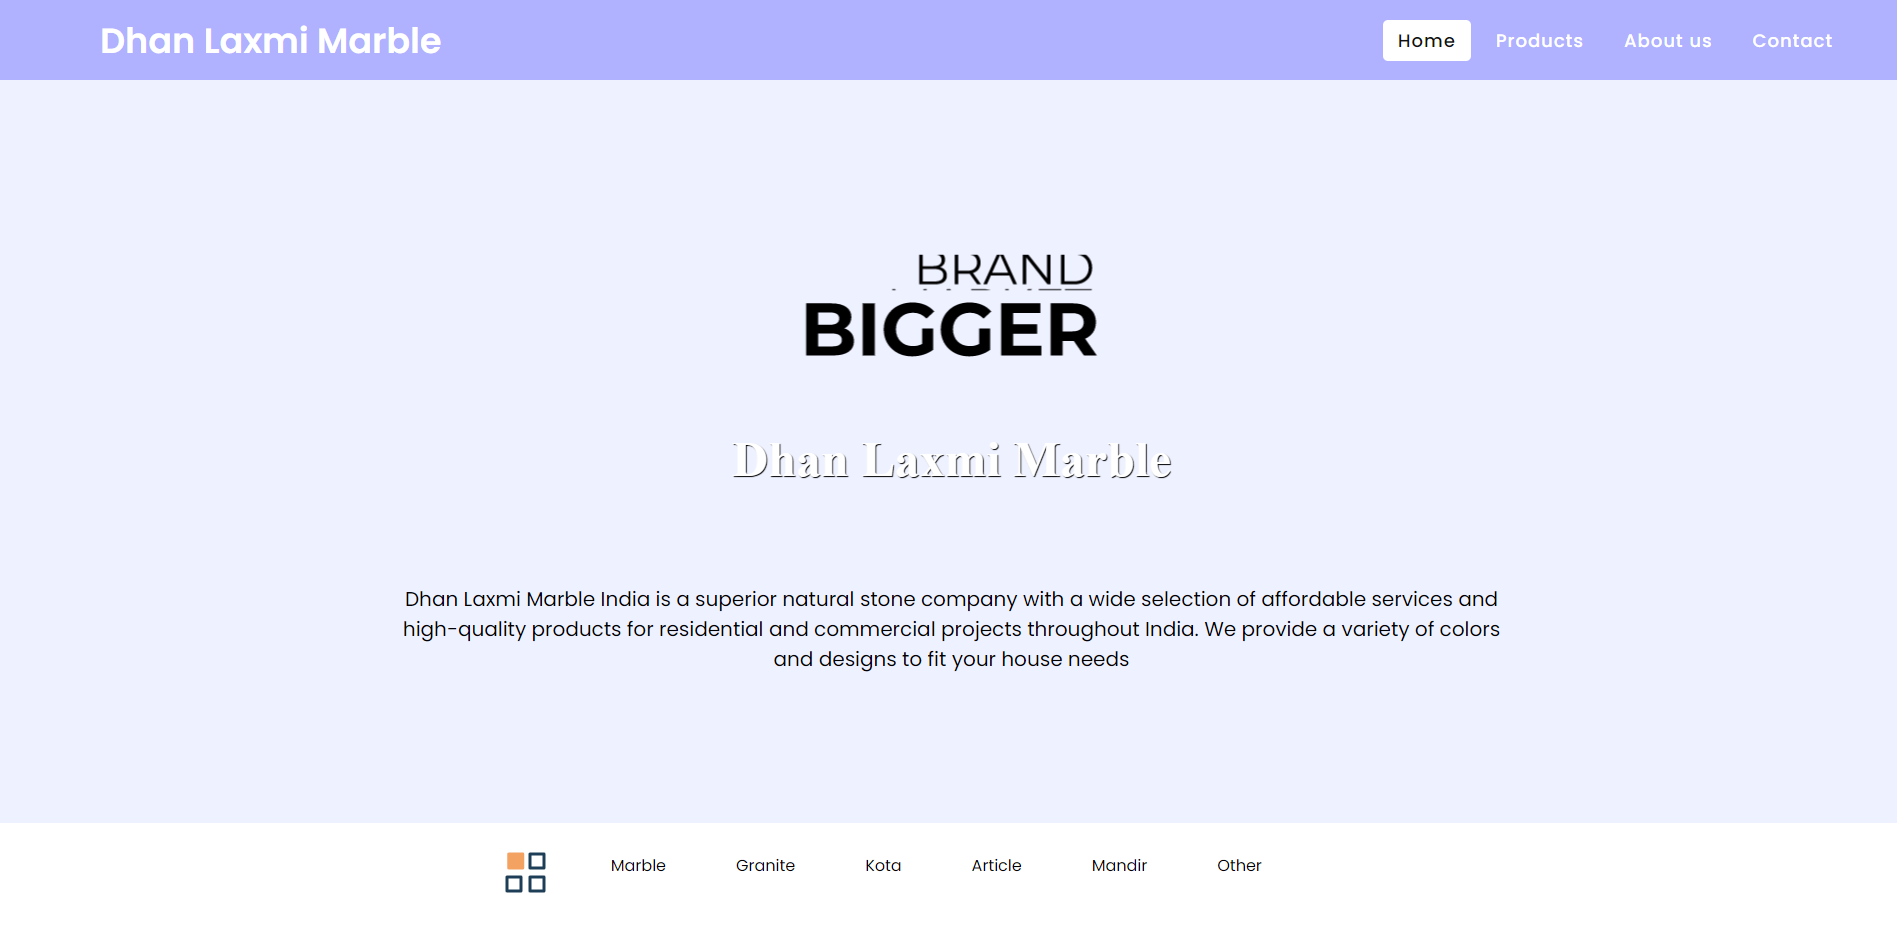 Dhan Laxmi Marble
Home Products About us Contact
BRAND
BIGGER
Dhan Laxmi Marble
Dhan Laxmi Marble India is a superior natural stone company with a wide selection of affordable services and
high-quality products for residential and commercial projects throughout India. We provide a variety of colors
and designs to fit your house needs
Marble Granite Kota Article Mandir Other